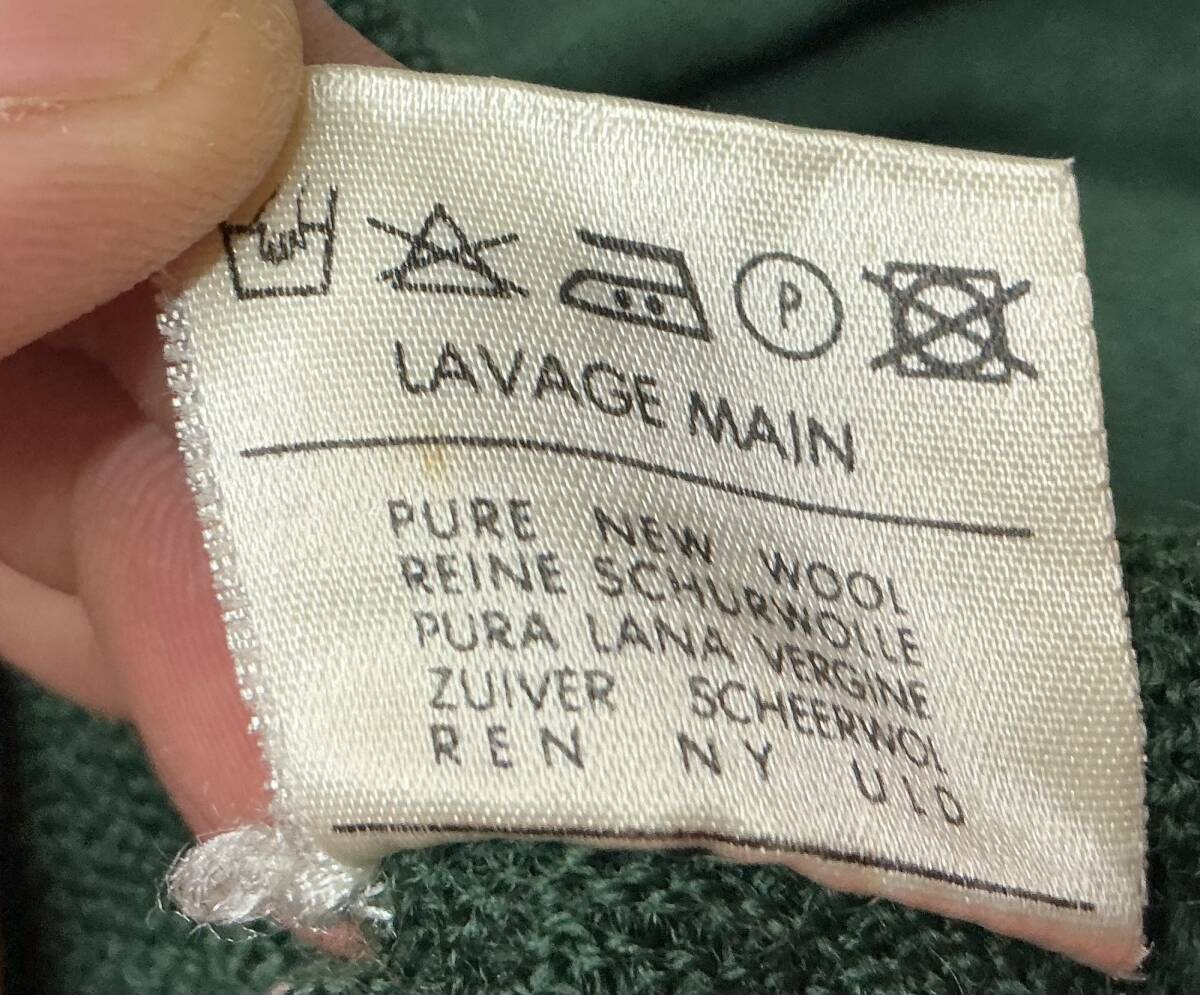 P
LAVAGE MAIN
PURE NEW WOOL
REINE SCHURWOLLE
PURA LANA VERGINE
ZUIVER SCHEERWOL
REN NY ULD